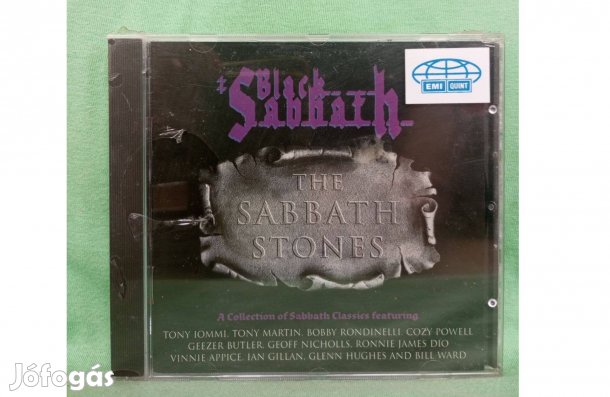 Black
Sabbath
EMI QUINT
THE
SABBATH
STONES
A Collection of Sabbath Classics featuring
TONY IOMMI, TONY MARTIN, BOBBY RONDINELLI, COZY POWELL
GEEZER BUTLER, GEOFF NICHOLLS, RONNIE JAMES DIO
VINNIE APPICE, IAN GILLAN, GLENN HUGHES AND BILL WARD
Jófogás